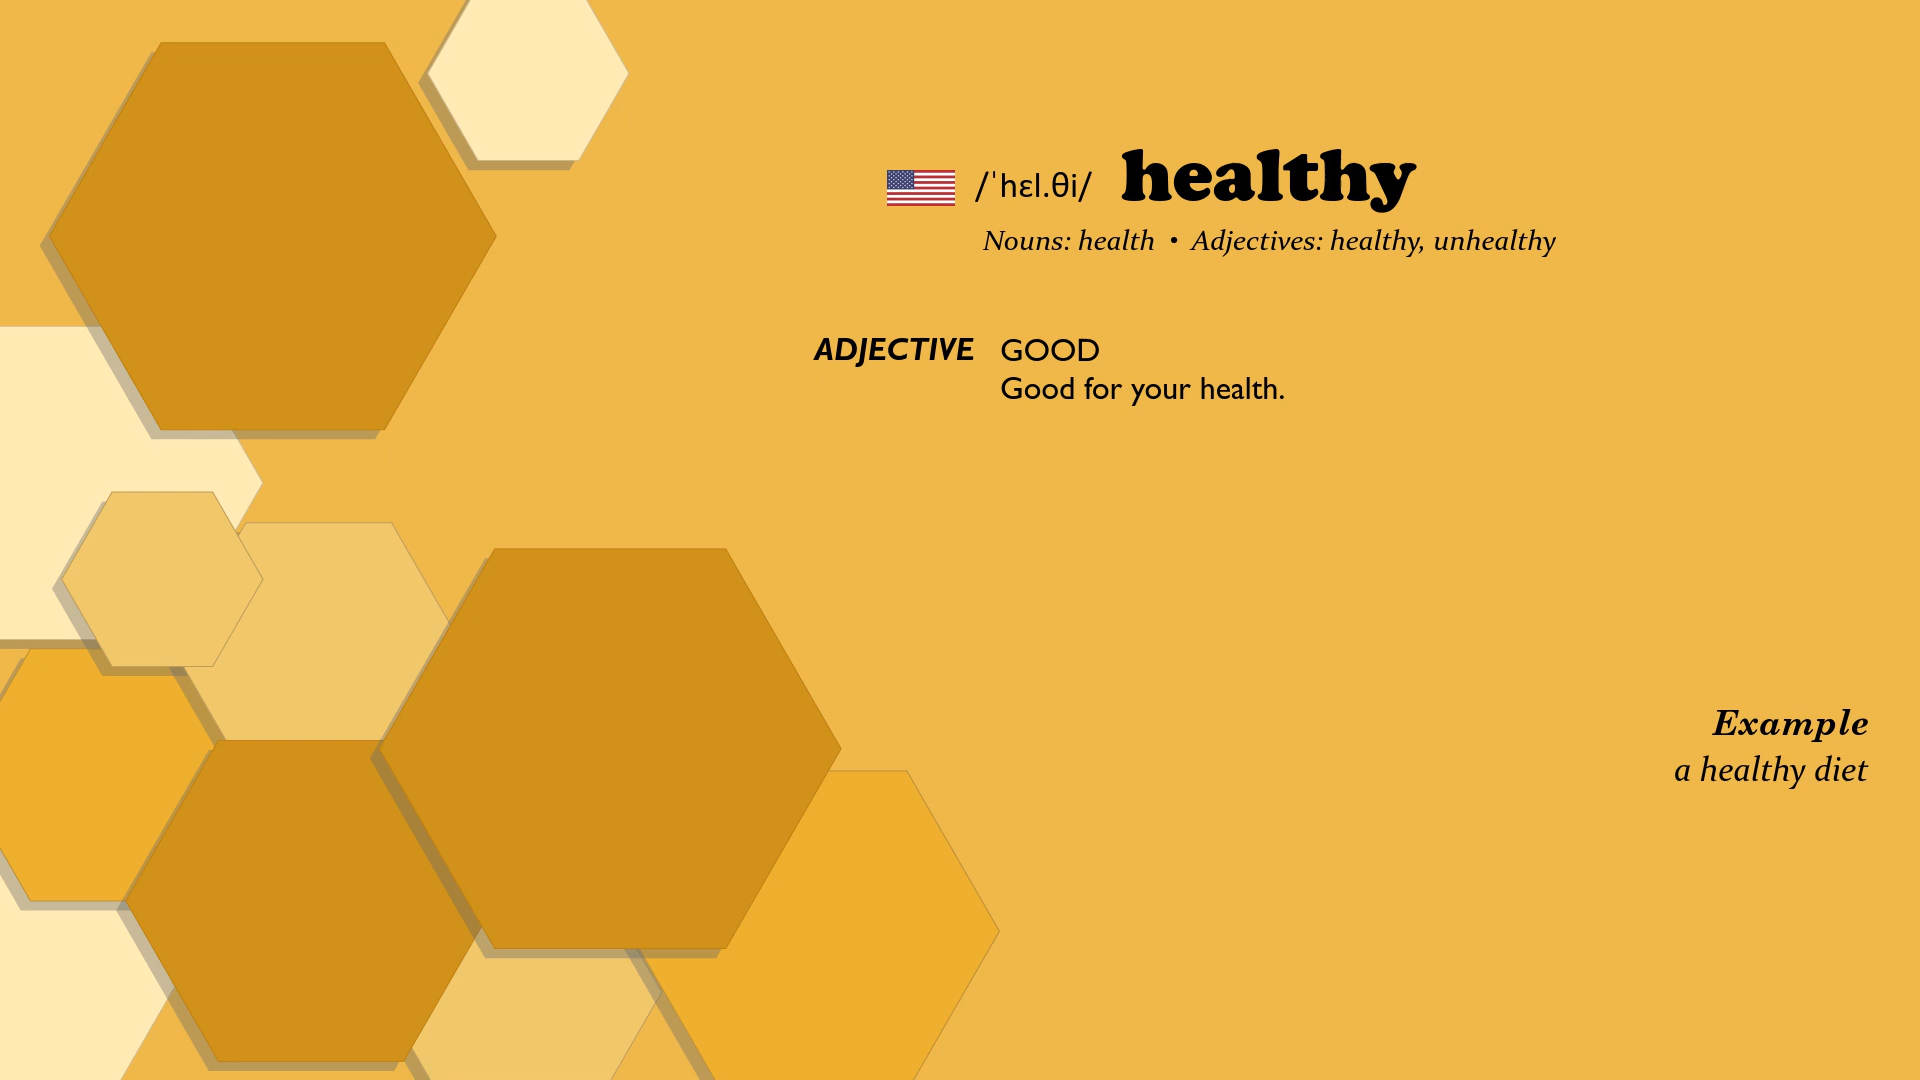 /ˈhɛl.θi/ healthy
Nouns: health • Adjectives: healthy, unhealthy
ADJECTIVE GOOD
Good for your health.
Example
a healthy diet